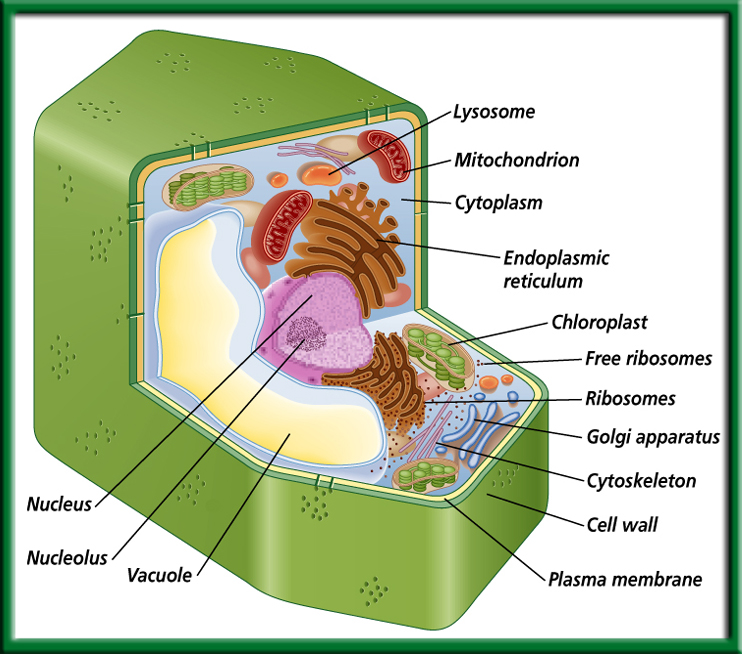 Lysosome
Mitochondrion
Cytoplasm
Endoplasmic
reticulum
Chloroplast
Free ribosomes
Ribosomes
Golgi apparatus
Cytoskeleton
Nucleus
Cell wall
Nucleolus
Vacuole
Plasma membrane